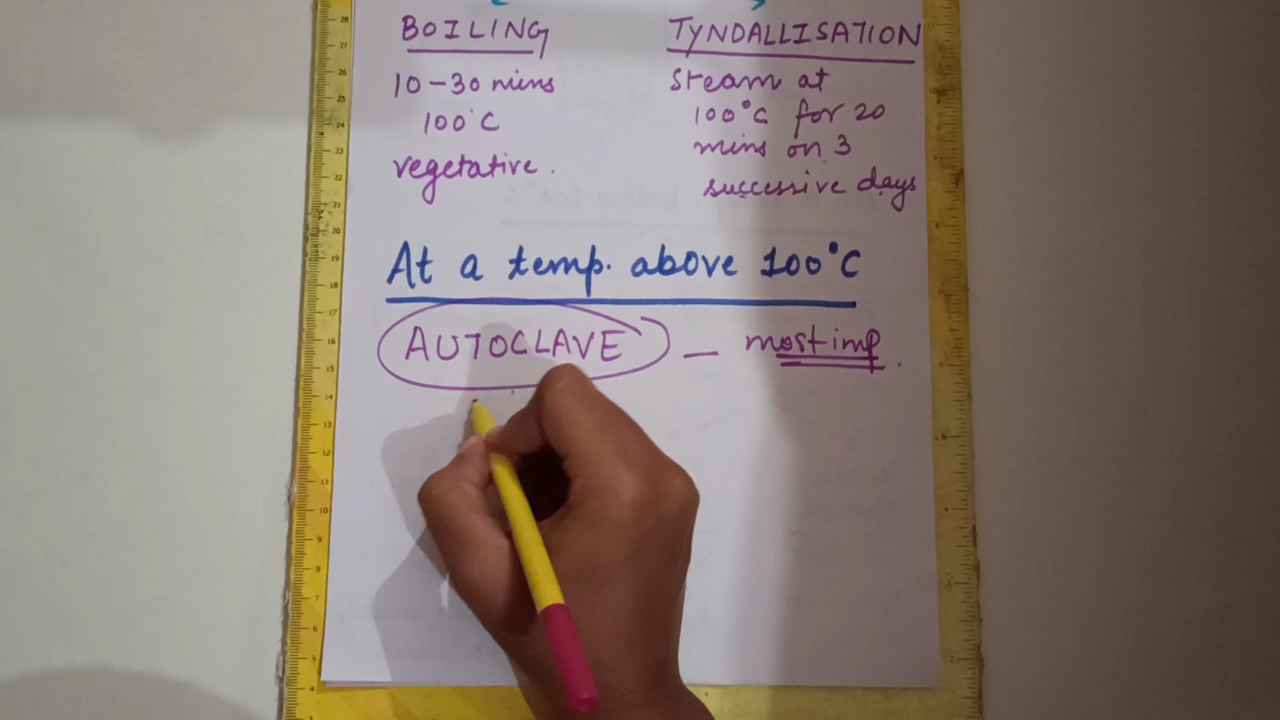 BOILING
10-30 mins
100°C
vegetative.
TYNDALLISATION
steam at
100°C for 20
mins on 3
successive days
At a temp. above 100°C
AUTOCLAVE — most imp.